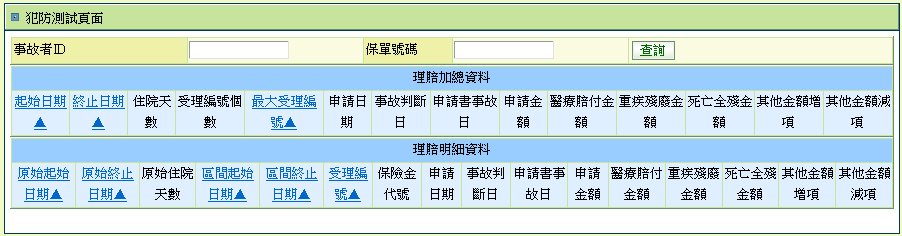 犯防測試頁面
事故者ID 保單號碼 查詢
理賠加總資料
起始日期▲ 終止日期▲ 住院天數 受理編號個數 最大受理編號▲ 申請日期 事故判斷日 申請書事故日 申請金額 醫療賠付金額 重疾殘廢金額 死亡全殘金額 其他金額增項 其他金額減項
理賠明細資料
原始起始日期▲ 原始終止日期▲ 原始住院天數 區間起始日期▲ 區間終止日期▲ 受理編號▲ 保險金代號 申請日期 事故判斷日 申請書事故日 申請金額 醫療賠付金額 重疾殘廢金額 死亡全殘金額 其他金額增項 其他金額減項